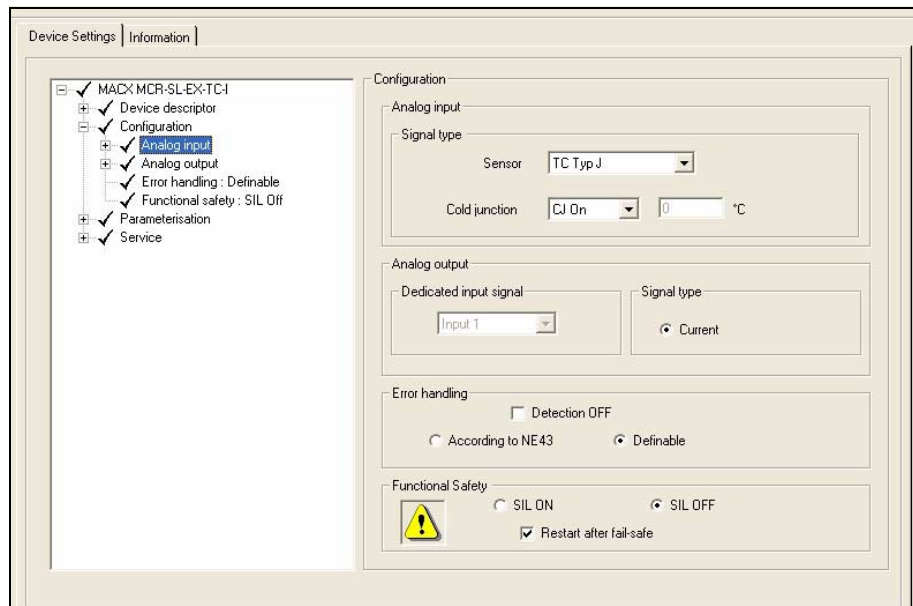 Device Settings Information
MACX MCR-SL-EX-TC-I
Device descriptor
Configuration
Analog input
Analog output
Error handling : Definable
Functional safety : SIL Off
Parameterisation
Service
Configuration
Analog input
Signal type
Sensor TC Typ J
Cold junction CJ On 0 °C
Analog output
Dedicated input signal
Input 1
Signal type
Current
Error handling
Detection OFF
According to NE43 Definable
Functional Safety
SIL ON SIL OFF
Restart after fail-safe